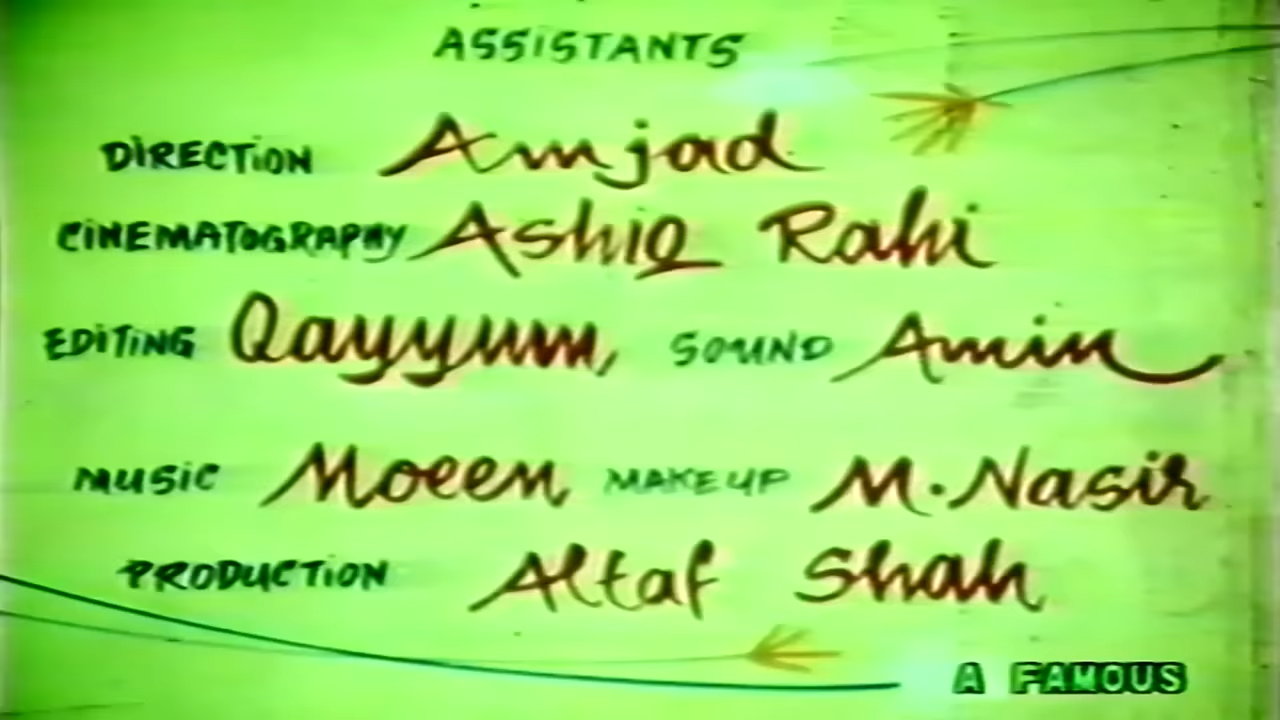 ASSISTANTS
DIRECTION Amjad
CINEMATOGRAPHY Ashiq Rahi
EDITING Qayyum, SOUND Amin
MUSIC Moeen MAKEUP M. Nasir
PRODUCTION Altaf Shah
A FAMOUS